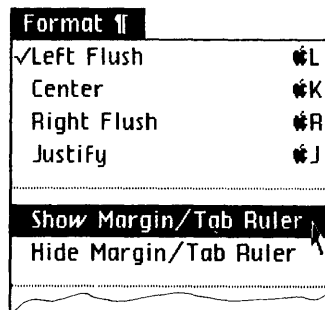 Format ¶
✓Left Flush L
Center K
Right Flush R
Justify J
Show Margin/Tab Ruler
Hide Margin/Tab Ruler